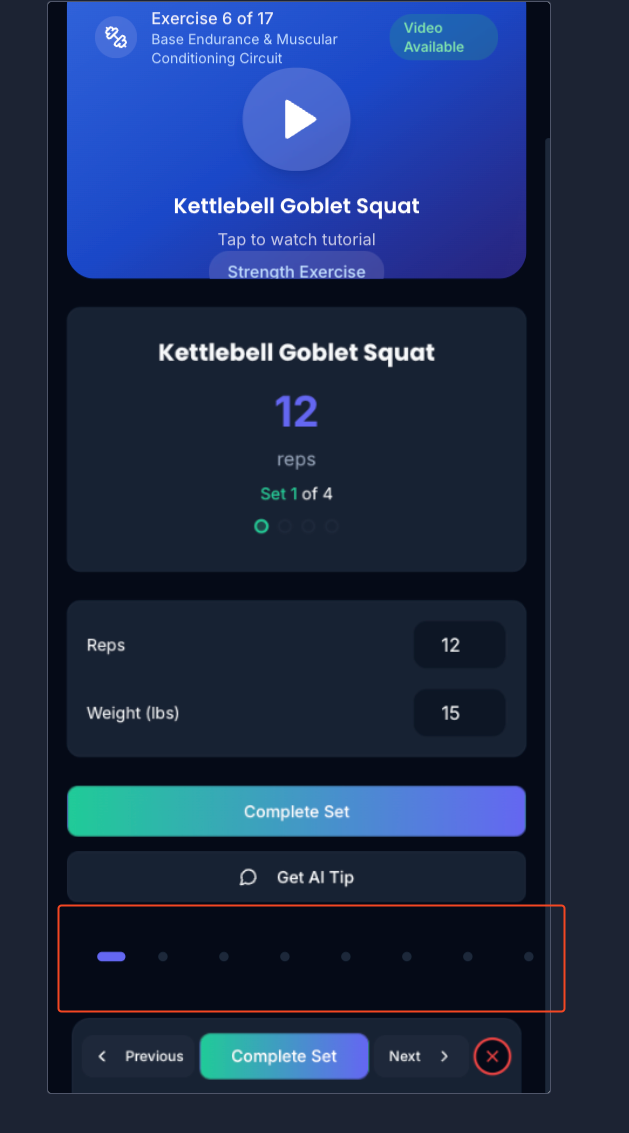 Exercise 6 of 17
Base Endurance & Muscular
Conditioning Circuit
Video
Available
Kettlebell Goblet Squat
Tap to watch tutorial
Strength Exercise
Kettlebell Goblet Squat
12
reps
Set 1 of 4
Reps 12
Weight (lbs) 15
Complete Set
Get AI Tip
Previous Complete Set Next